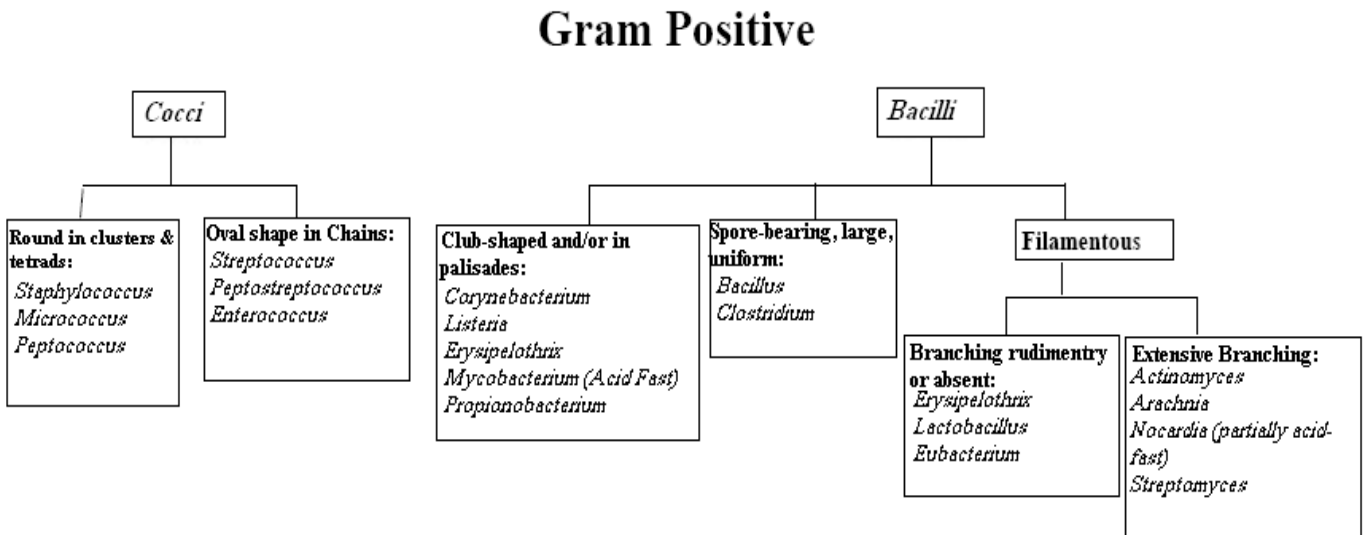 Gram Positive
Cocci
Bacilli
Round in clusters &
tetrads:
Staphylococcus
Micrococcus
Peptococcus
Oval shape in Chains:
Streptococcus
Peptostreptococcus
Enterococcus
Club-shaped and/or in
palisades:
Corynebacterium
Listeria
Erysipelothrix
Mycobacterium (Acid Fast)
Propionobacterium
Spore-bearing, large,
uniform:
Bacillus
Clostridium
Filamentous
Branching rudimentry
or absent:
Erysipelothrix
Lactobacillus
Eubacterium
Extensive Branching:
Actinomyces
Arachnia
Nocardia (partially acid-
fast)
Streptomyces